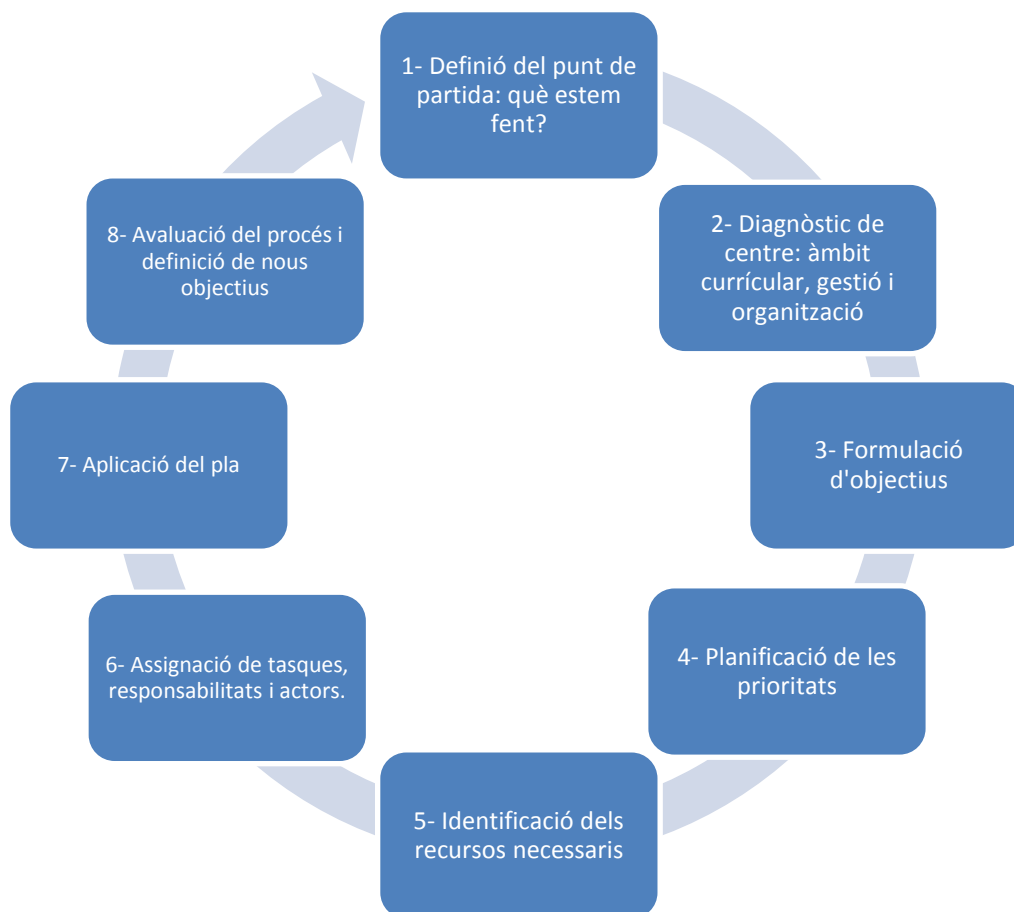 1- Definió del punt de
partida: què estem
fent?
2- Diagnòstic de
centre: àmbit
currícular, gestió i
organització
3- Formulació
d'objectius
4- Planificació de les
prioritats
5- Identificació dels
recursos necessaris
6- Assignació de tasques,
responsabilitats i actors.
7- Aplicació del pla
8- Avaluació del procés i
definició de nous
objectius